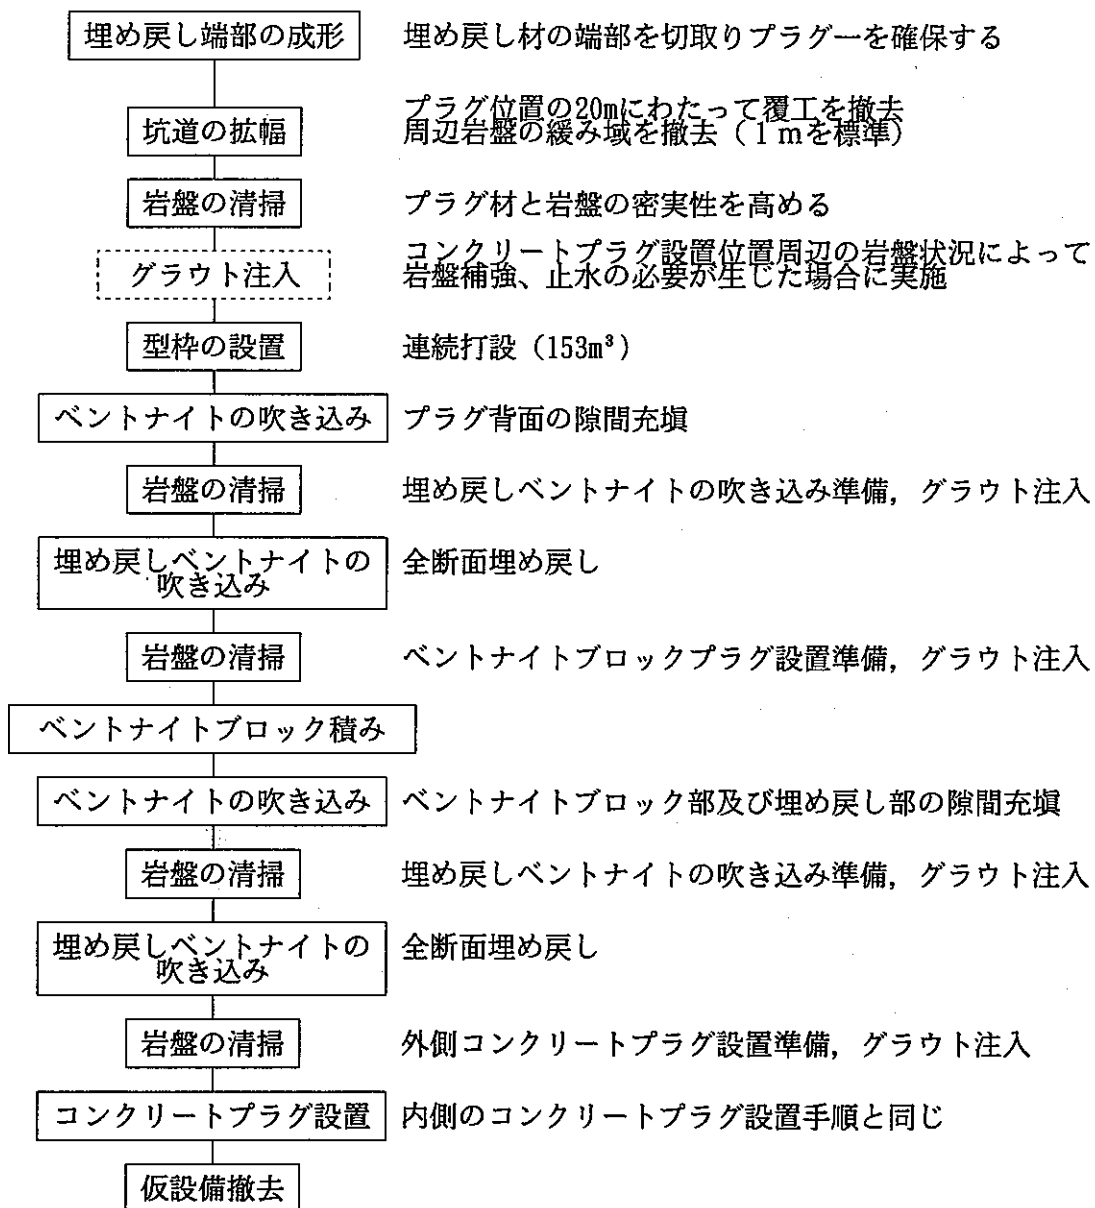 埋め戻し端部の成形
埋め戻し材の端部を切取りプラグ一を確保する
坑道の拡幅
プラグ位置の20mにわたって覆工を撤去
周辺岩盤の緩み域を撤去（1mを標準）
岩盤の清掃
プラグ材と岩盤の密実性を高める
グラウト注入
コンクリートプラグ設置位置周辺の岩盤状況によって
岩盤補強、止水の必要が生じた場合に実施
型枠の設置
連続打設（153m³）
ベントナイトの吹き込み
プラグ背面の隙間充塡
岩盤の清掃
埋め戻しベントナイトの吹き込み準備，グラウト注入
埋め戻しベントナイトの
吹き込み
全断面埋め戻し
岩盤の清掃
ベントナイトブロックプラグ設置準備，グラウト注入
ベントナイトブロック積み
ベントナイトの吹き込み
ベントナイトブロック部及び埋め戻し部の隙間充塡
岩盤の清掃
埋め戻しベントナイトの吹き込み準備，グラウト注入
埋め戻しベントナイトの
吹き込み
全断面埋め戻し
岩盤の清掃
外側コンクリートプラグ設置準備，グラウト注入
コンクリートプラグ設置
内側のコンクリートプラグ設置手順と同じ
仮設備撤去